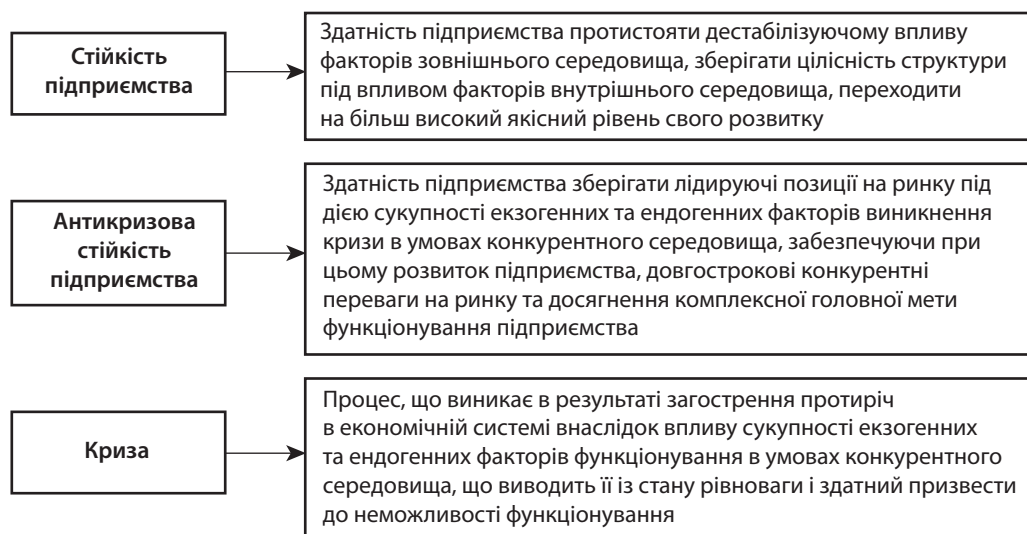 Стійкість
підприємства
Здатність підприємства протистояти дестабілізуючому впливу
факторів зовнішнього середовища, зберігати цілісність структури
під впливом факторів внутрішнього середовища, переходити
на більш високий якісний рівень свого розвитку
Антикризова
стійкість
підприємства
Здатність підприємства зберігати лідируючі позиції на ринку під
дією сукупності екзогенних та ендогенних факторів виникнення
кризи в умовах конкурентного середовища, забезпечуючи при
цьому розвиток підприємства, довгострокові конкурентні
переваги на ринку та досягнення комплексної головної мети
функціонування підприємства
Криза
Процес, що виникає в результаті загострення протиріч
в економічній системі внаслідок впливу сукупності екзогенних
та ендогенних факторів функціонування в умовах конкурентного
середовища, що виводить її із стану рівноваги і здатний призвести
до неможливості функціонування